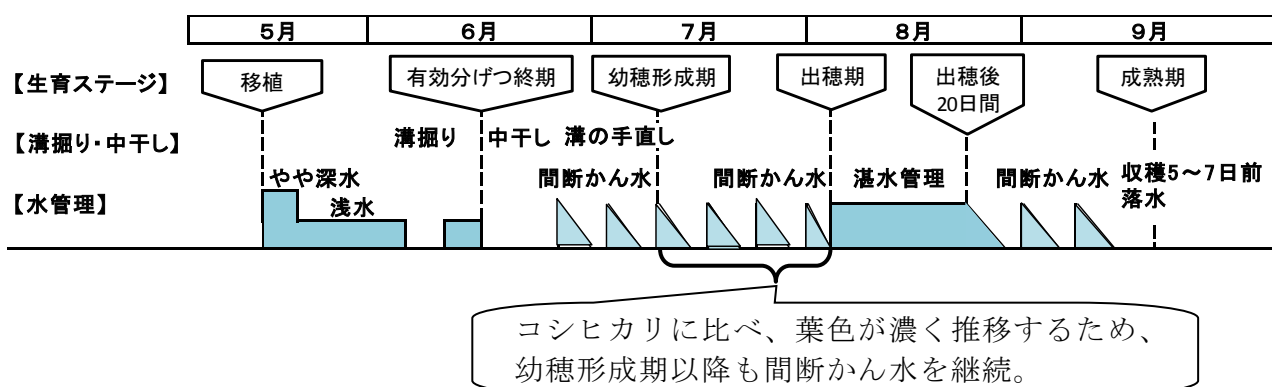 5月 6月 7月 8月 9月
【生育ステージ】
移植
有効分げつ終期
幼穂形成期
出穂期
出穂後
20日間
成熟期
【溝掘り・中干し】
溝掘り 中干し 溝の手直し
【水管理】
やや深水
浅水
間断かん水
間断かん水
湛水管理
間断かん水
収穫5~7日前
落水
コシヒカリに比べ、葉色が濃く推移するため、
幼穂形成期以降も間断かん水を継続。